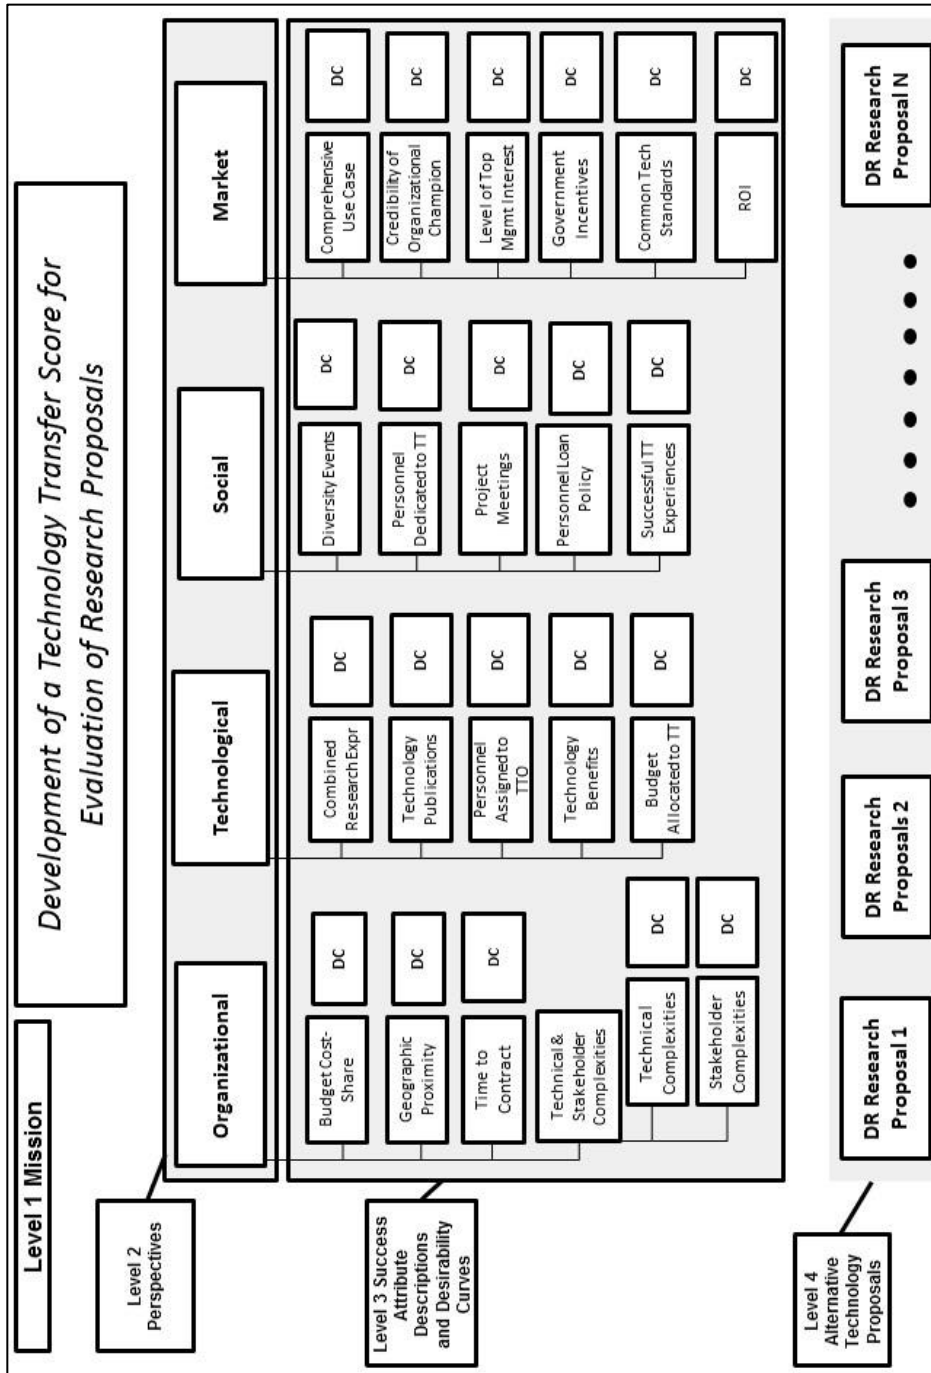 Level 1 Mission
Development of a Technology Transfer Score for
Evaluation of Research Proposals
Level 2
Perspectives
Organizational
Technological
Social
Market
Level 3 Success
Attribute
Descriptions
and Desirability
Curves
Budget Cost-
Share
DC
Geographic
Proximity
DC
Time to
Contract
DC
Technical &
Stakeholder
Complexities
Technical
Complexities
DC
Stakeholder
Complexities
DC
Combined
Research Expr
DC
Technology
Publications
DC
Personnel
Assigned to
TTO
DC
Technology
Benefits
DC
Budget
Allocated to TT
DC
Diversity Events
DC
Personnel
Dedicated to TT
DC
Project
Meetings
DC
Personnel Loan
Policy
DC
Successful TT
Experiences
DC
Comprehensive
Use Case
DC
Credibility of
Organizational
Champion
DC
Level of Top
Mgmt Interest
DC
Government
Incentives
DC
Common Tech
Standards
DC
ROI
DC
Level 4
Alternative
Technology
Proposals
DR Research
Proposal 1
DR Research
Proposals 2
DR Research
Proposal 3
DR Research
Proposal N